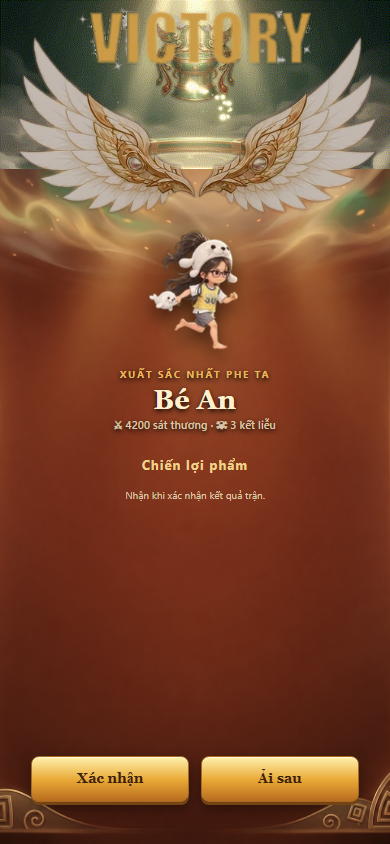 VICTORY
XUẤT SẮC NHẤT PHE TA
Bé An
⚔ 4200 sát thương · ☠ 3 kết liễu
Chiến lợi phẩm
Nhận khi xác nhận kết quả trận.
Xác nhận
Ải sau